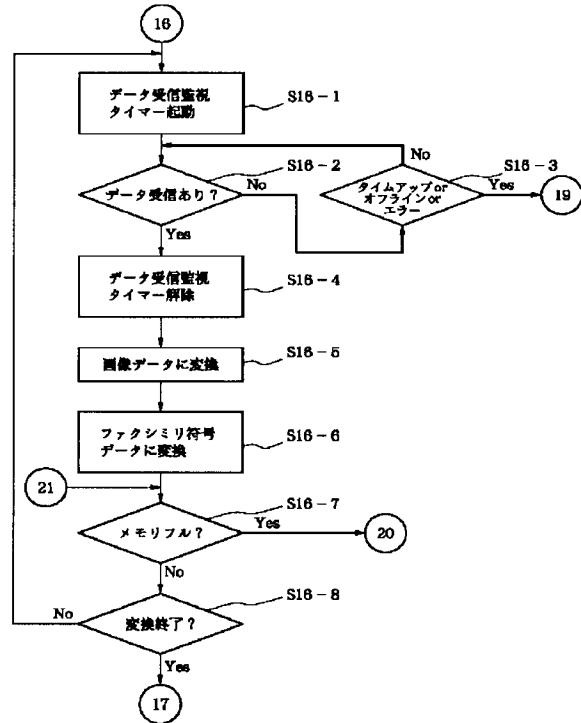 16
データ受信監視
タイマー起動
S16-1
データ受信あり?
S16-2
No
Yes
タイムアップor
オフラインor
エラー
S16-3
No
Yes
19
データ受信監視
タイマー解除
S16-4
画像データに変換
S16-5
ファクシミリ符号
データに変換
S16-6
21
メモリフル?
S16-7
Yes
20
No
変換終了?
S16-8
No
Yes
17